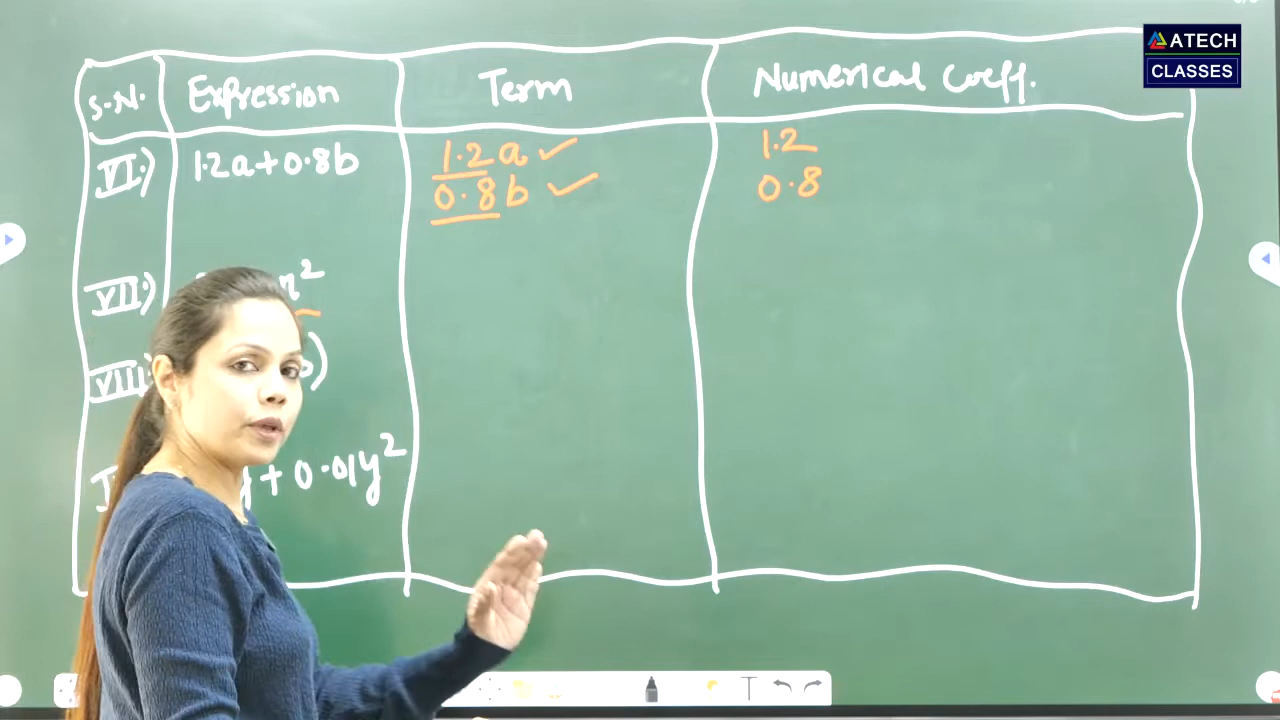 ATECH
CLASSES
S.N. Expression Term Numerical Coeff.
VI:) 1.2a+0.8b 1.2a ✓ 1.2
0.8b ✓ 0.8
VII:)
VIII:
+ 0.01y²